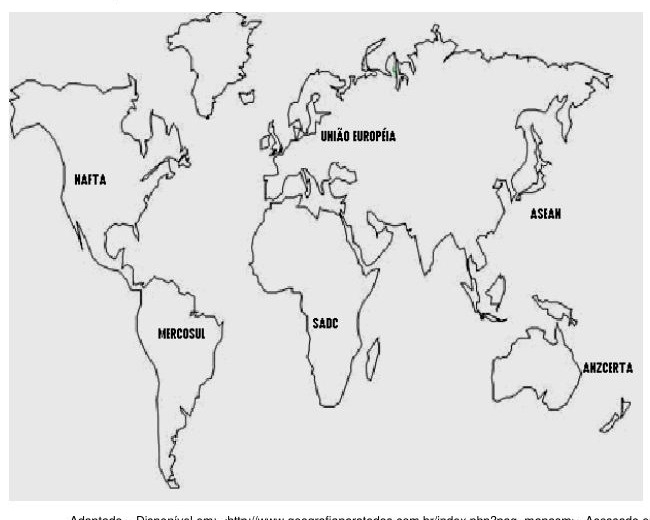 UNIÃO EUROPÉIA
NAFTA
ASEAN
MERCOSUL
SADC
ANZCERTA